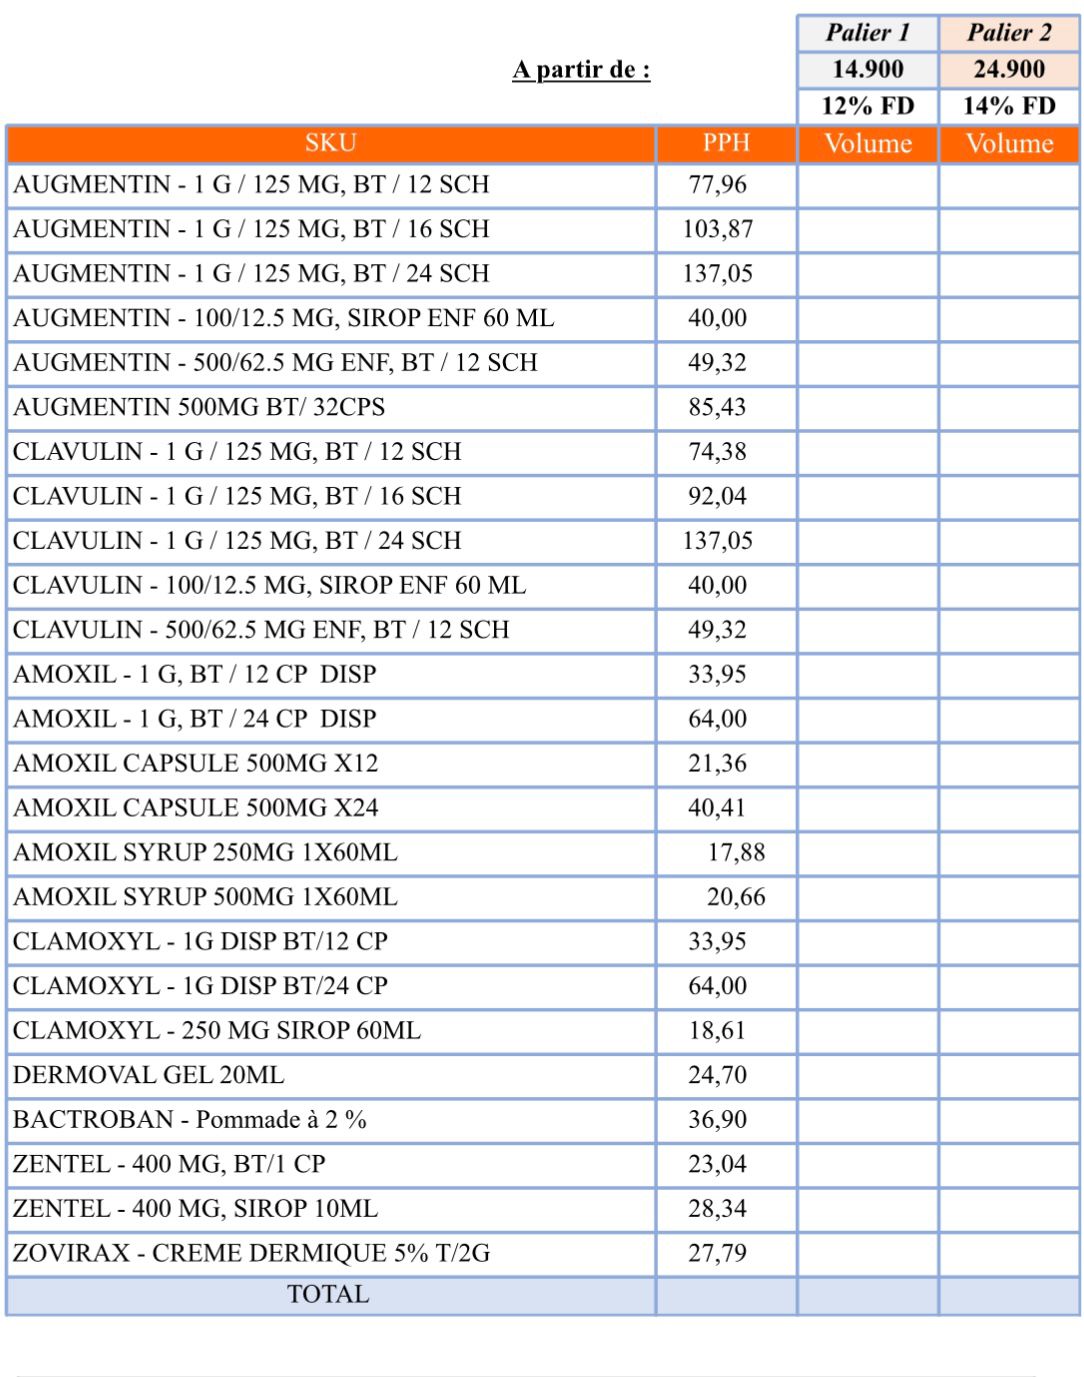 Palier 1 Palier 2
A partir de : 14.900 24.900
12% FD 14% FD
SKU PPH Volume Volume
AUGMENTIN - 1 G / 125 MG, BT / 12 SCH 77,96
AUGMENTIN - 1 G / 125 MG, BT / 16 SCH 103,87
AUGMENTIN - 1 G / 125 MG, BT / 24 SCH 137,05
AUGMENTIN - 100/12.5 MG, SIROP ENF 60 ML 40,00
AUGMENTIN - 500/62.5 MG ENF, BT / 12 SCH 49,32
AUGMENTIN 500MG BT/ 32CPS 85,43
CLAVULIN - 1 G / 125 MG, BT / 12 SCH 74,38
CLAVULIN - 1 G / 125 MG, BT / 16 SCH 92,04
CLAVULIN - 1 G / 125 MG, BT / 24 SCH 137,05
CLAVULIN - 100/12.5 MG, SIROP ENF 60 ML 40,00
CLAVULIN - 500/62.5 MG ENF, BT / 12 SCH 49,32
AMOXIL - 1 G, BT / 12 CP DISP 33,95
AMOXIL - 1 G, BT / 24 CP DISP 64,00
AMOXIL CAPSULE 500MG X12 21,36
AMOXIL CAPSULE 500MG X24 40,41
AMOXIL SYRUP 250MG 1X60ML 17,88
AMOXIL SYRUP 500MG 1X60ML 20,66
CLAMOXYL - 1G DISP BT/12 CP 33,95
CLAMOXYL - 1G DISP BT/24 CP 64,00
CLAMOXYL - 250 MG SIROP 60ML 18,61
DERMOVAL GEL 20ML 24,70
BACTROBAN - Pommade à 2 % 36,90
ZENTEL - 400 MG, BT/1 CP 23,04
ZENTEL - 400 MG, SIROP 10ML 28,34
ZOVIRAX - CREME DERMIQUE 5% T/2G 27,79
TOTAL